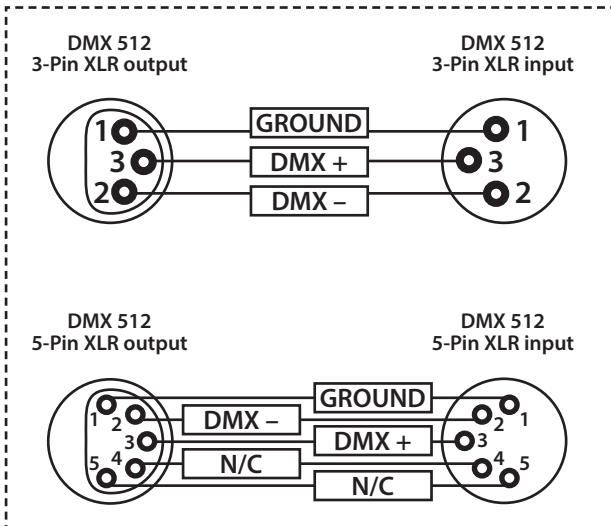 DMX 512
3-Pin XLR output
DMX 512
3-Pin XLR input
1 GROUND 1
3 DMX + 3
2 DMX – 2
DMX 512
5-Pin XLR output
DMX 512
5-Pin XLR input
1 GROUND 1
2 DMX – 2
3 DMX + 3
4 N/C 4
5 N/C 5